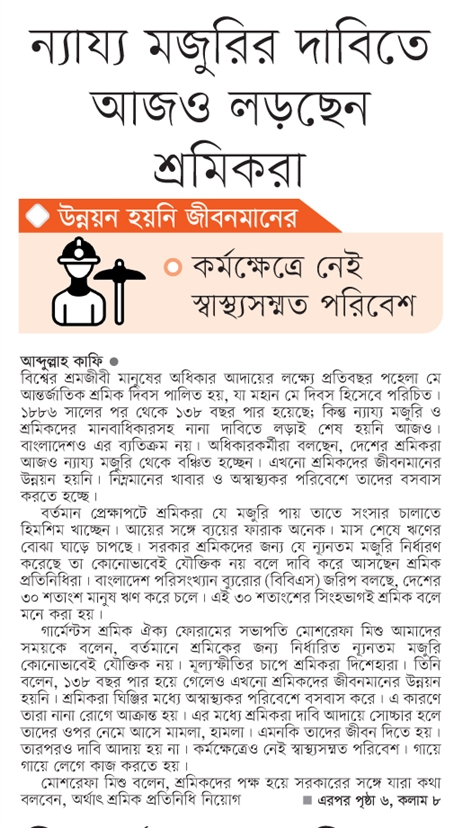 ন্যায্য মজুরির দাবিতে
আজও লড়ছেন
শ্রমিকরা
উন্নয়ন হয়নি জীবনমানের
কর্মক্ষেত্রে নেই
স্বাস্থ্যসম্মত পরিবেশ
আব্দুল্লাহ কাফি ●
বিশ্বের শ্রমজীবী মানুষের অধিকার আদায়ের লক্ষ্যে প্রতিবছর পহেলা মে
আন্তর্জাতিক শ্রমিক দিবস পালিত হয়, যা মহান মে দিবস হিসেবে পরিচিত।
১৮৮৬ সালের পর থেকে ১৩৮ বছর পার হয়েছে; কিন্তু ন্যায্য মজুরি ও
শ্রমিকদের মানবাধিকারসহ নানা দাবিতে লড়াই শেষ হয়নি আজও।
বাংলাদেশও এর ব্যতিক্রম নয়। অধিকারকর্মীরা বলছেন, দেশের শ্রমিকরা
আজও ন্যায্য মজুরি থেকে বঞ্চিত হচ্ছেন। এখনো শ্রমিকদের জীবনমানের
উন্নয়ন হয়নি। নিম্নমানের খাবার ও অস্বাস্থ্যকর পরিবেশে তাদের বসবাস
করতে হচ্ছে।
বর্তমান প্রেক্ষাপটে শ্রমিকরা যে মজুরি পায় তাতে সংসার চালাতে
হিমশিম খাচ্ছেন। আয়ের সঙ্গে ব্যয়ের ফারাক অনেক। মাস শেষে ঋণের
বোঝা ঘাড়ে চাপছে। সরকার শ্রমিকদের জন্য যে ন্যূনতম মজুরি নির্ধারণ
করেছে তা কোনোভাবেই যৌক্তিক নয় বলে দাবি করে আসছেন শ্রমিক
প্রতিনিধিরা। বাংলাদেশ পরিসংখ্যান ব্যুরোর (বিবিএস) জরিপ বলছে, দেশের
৩০ শতাংশ মানুষ ঋণ করে চলে। এই ৩০ শতাংশের সিংহভাগই শ্রমিক বলে
মনে করা হয়।
গার্মেন্টস শ্রমিক ঐক্য ফোরামের সভাপতি মোশরেফা মিশু আমাদের
সময়কে বলেন, বর্তমানে শ্রমিকের জন্য নির্ধারিত ন্যূনতম মজুরি
কোনোভাবেই যৌক্তিক নয়। মূল্যস্ফীতির চাপে শ্রমিকরা দিশেহারা। তিনি
বলেন, ১৩৮ বছর পার হয়ে গেলেও এখনো শ্রমিকদের জীবনমানের উন্নয়ন
হয়নি। শ্রমিকরা ঘিঞ্জির মধ্যে অস্বাস্থ্যকর পরিবেশে বসবাস করে। এ কারণে
তারা নানা রোগে আক্রান্ত হয়। এর মধ্যে শ্রমিকরা দাবি আদায়ে সোচ্চার হলে
তাদের ওপর নেমে আসে মামলা, হামলা। এমনকি তাদের জীবন দিতে হয়।
তারপরও দাবি আদায় হয় না। কর্মক্ষেত্রেও নেই স্বাস্থ্যসম্মত পরিবেশ। গায়ে
গায়ে লেগে কাজ করতে হয়।
মোশরেফা মিশু বলেন, শ্রমিকদের পক্ষ হয়ে সরকারের সঙ্গে যারা কথা
বলবেন, অর্থাৎ শ্রমিক প্রতিনিধি নিয়োগ ■ এরপর পৃষ্ঠা ৬, কলাম ৮